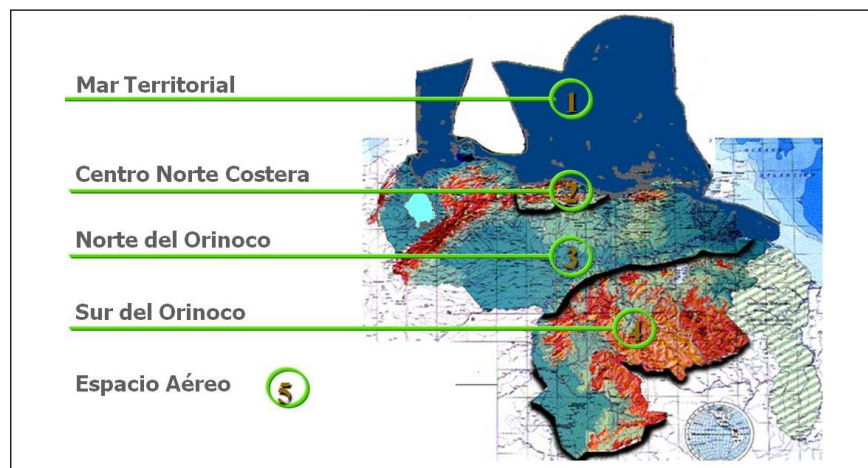 Mar Territorial
1
Centro Norte Costera
2
Norte del Orinoco
3
Sur del Orinoco
4
Espacio Aéreo
5